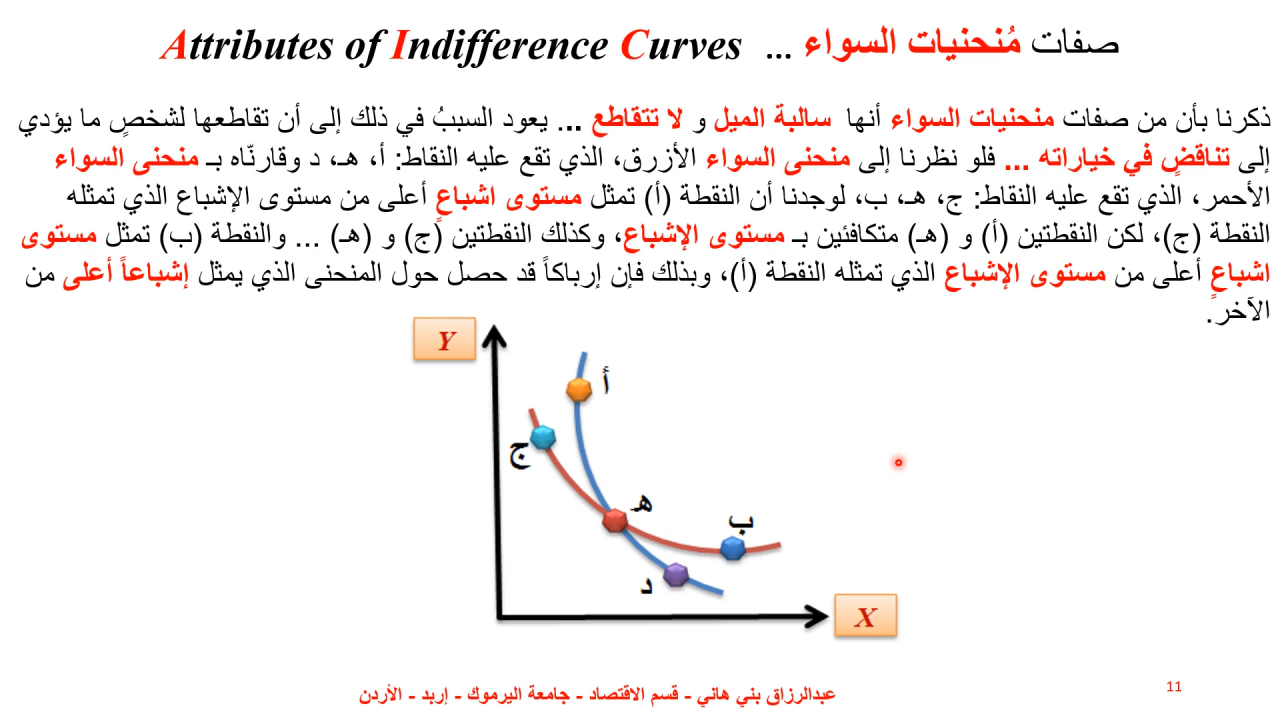 صفات مُنحنيات السواء ... Attributes of Indifference Curves
ذكرنا بأن من صفات منحنيات السواء أنها سالبة الميل و لا تتقاطع ... يعود السببُ في ذلك إلى أن تقاطعها لشخصٍ ما يؤدي
إلى تناقضٍ في خياراته ... فلو نظرنا إلى منحنى السواء الأزرق، الذي تقع عليه النقاط: أ، هـ، د وقارنّاه بـ منحنى السواء
الأحمر، الذي تقع عليه النقاط: ج، هـ، ب، لوجدنا أن النقطة (أ) تمثل مستوى اشباعٍ أعلى من مستوى الإشباع الذي تمثله
النقطة (ج)، لكن النقطتين (أ) و (هـ) متكافئين بـ مستوى الإشباع، وكذلك النقطتين (ج) و (هـ) ... والنقطة (ب) تمثل مستوى
اشباعٍ أعلى من مستوى الإشباع الذي تمثله النقطة (أ)، وبذلك فإن إرباكاً قد حصل حول المنحنى الذي يمثل إشباعاً أعلى من
الآخر.
Y
أ
ج
هـ
ب
د
X
عبدالرزاق بني هاني - قسم الاقتصاد - جامعة اليرموك - إربد - الأردن
11